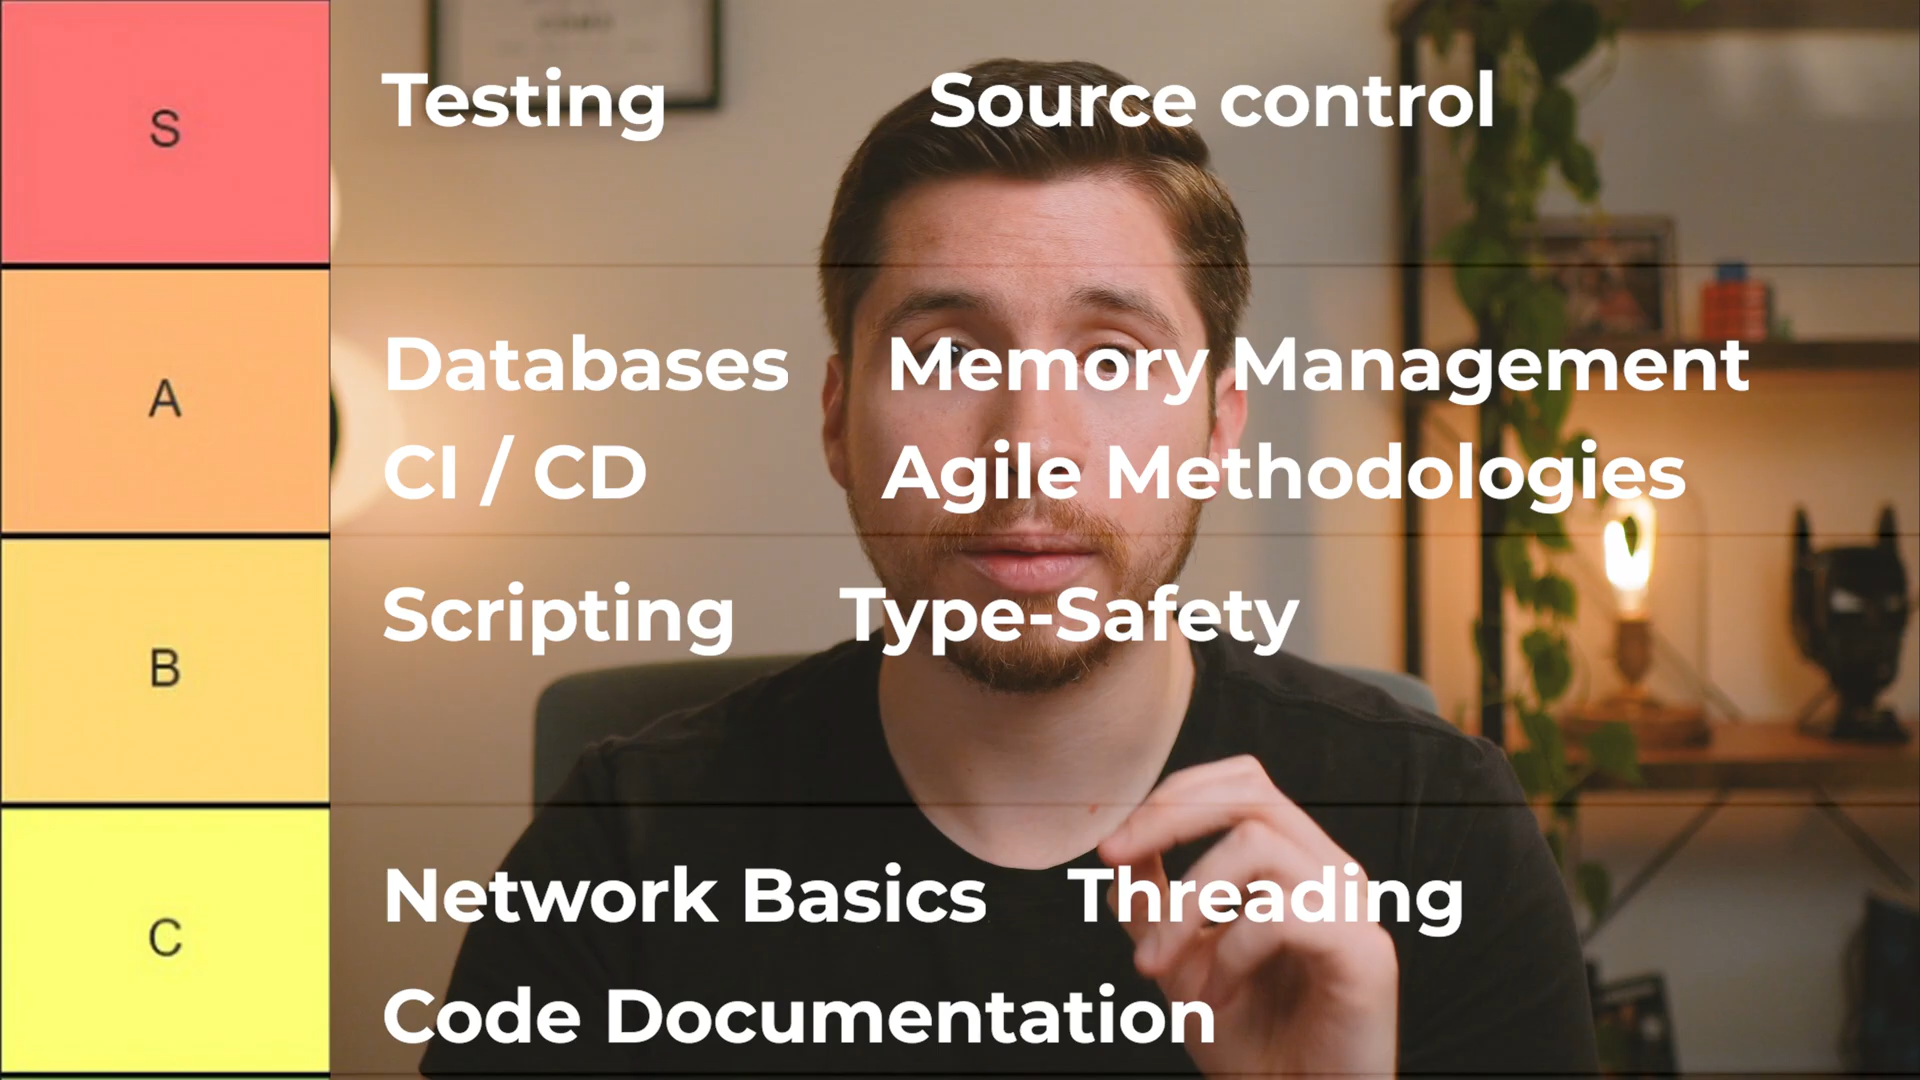 S
Testing Source control
A
Databases Memory Management
CI / CD Agile Methodologies
B
Scripting Type-Safety
C
Network Basics Threading
Code Documentation